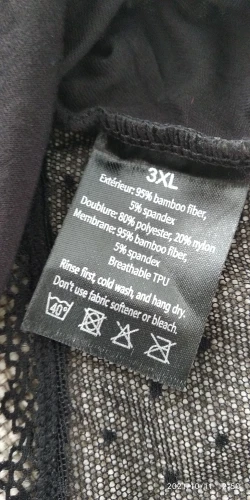 3XL
Extérieur: 95% bamboo fiber,
5% spandex
Doublure: 80% polyester, 20% nylon
Membrane: 95% bamboo fiber,
5% spandex
Breathable TPU
Rinse first, cold wash, and hang dry.
Don't use fabric softener or bleach.
40°